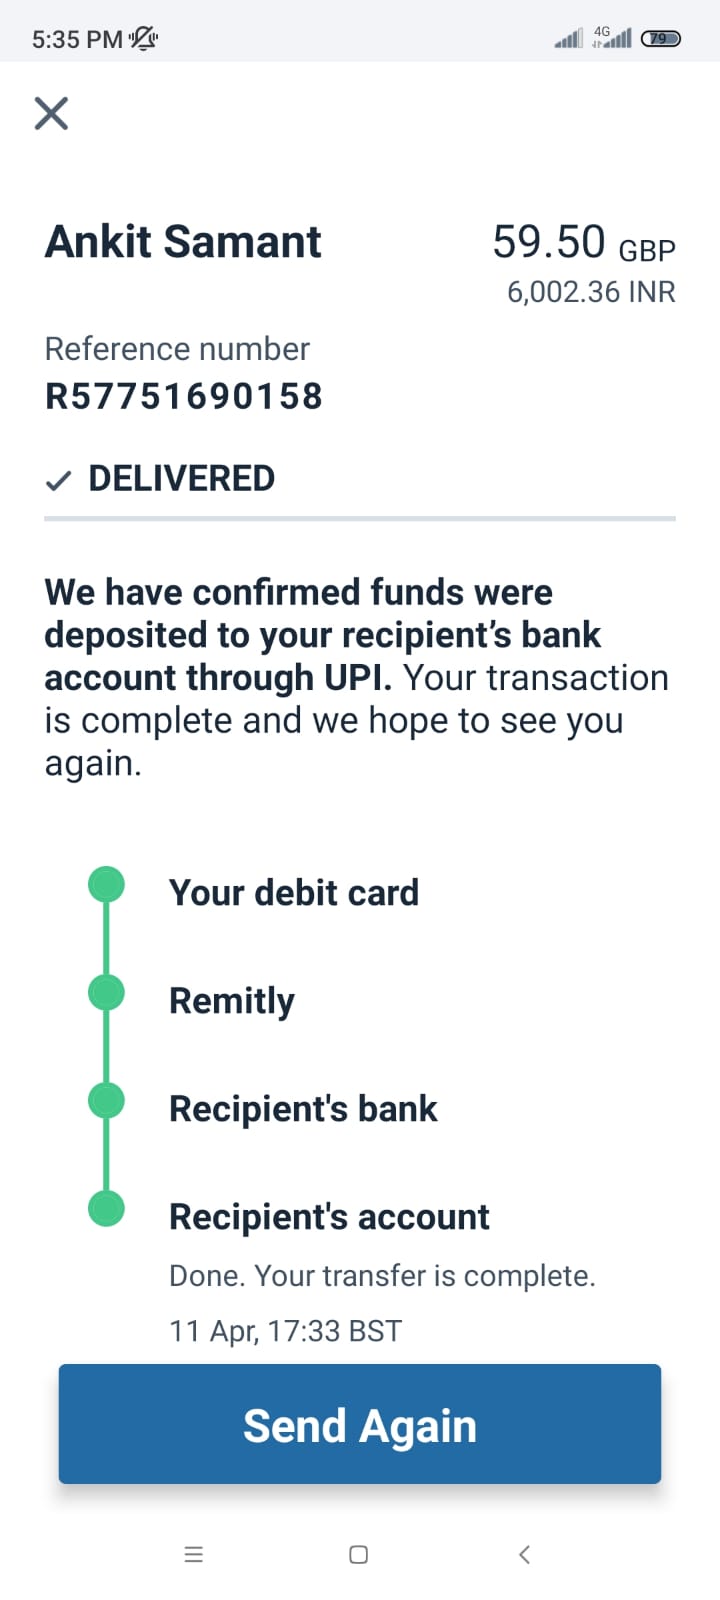 5:35 PM
4G
79
Ankit Samant
59.50 GBP
6,002.36 INR
Reference number
R57751690158
DELIVERED
We have confirmed funds were
deposited to your recipient’s bank
account through UPI. Your transaction
is complete and we hope to see you
again.
Your debit card
Remitly
Recipient's bank
Recipient's account
Done. Your transfer is complete.
11 Apr, 17:33 BST
Send Again